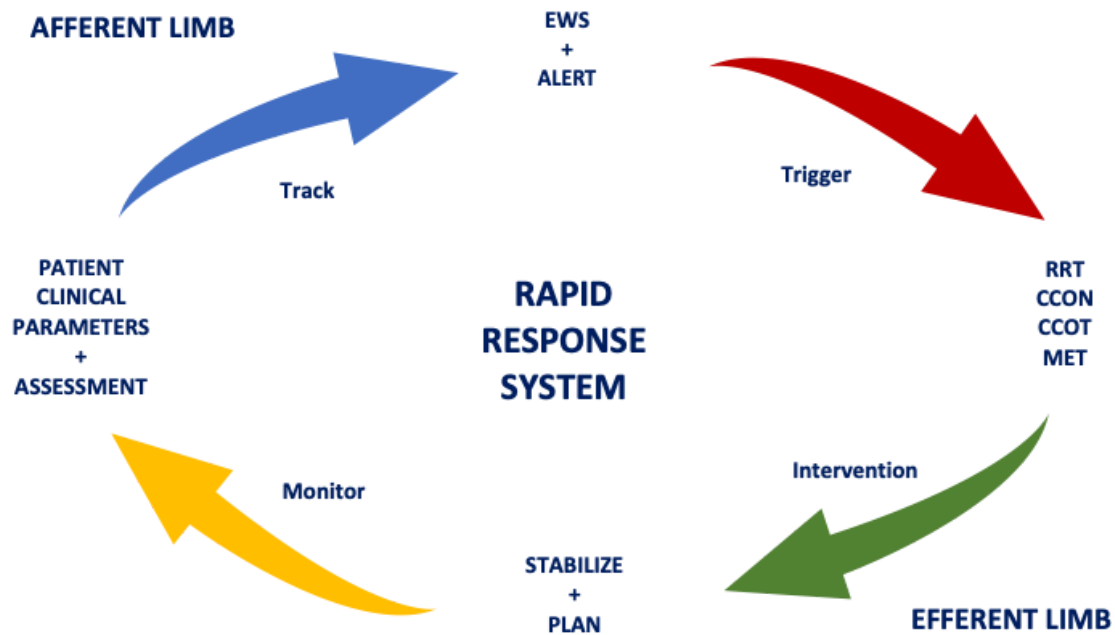 AFFERENT LIMB
EWS
+
ALERT
Track
Trigger
PATIENT
CLINICAL
PARAMETERS
+
ASSESSMENT
RAPID
RESPONSE
SYSTEM
RRT
CCON
CCOT
MET
Monitor
Intervention
STABILIZE
+
PLAN
EFFERENT LIMB